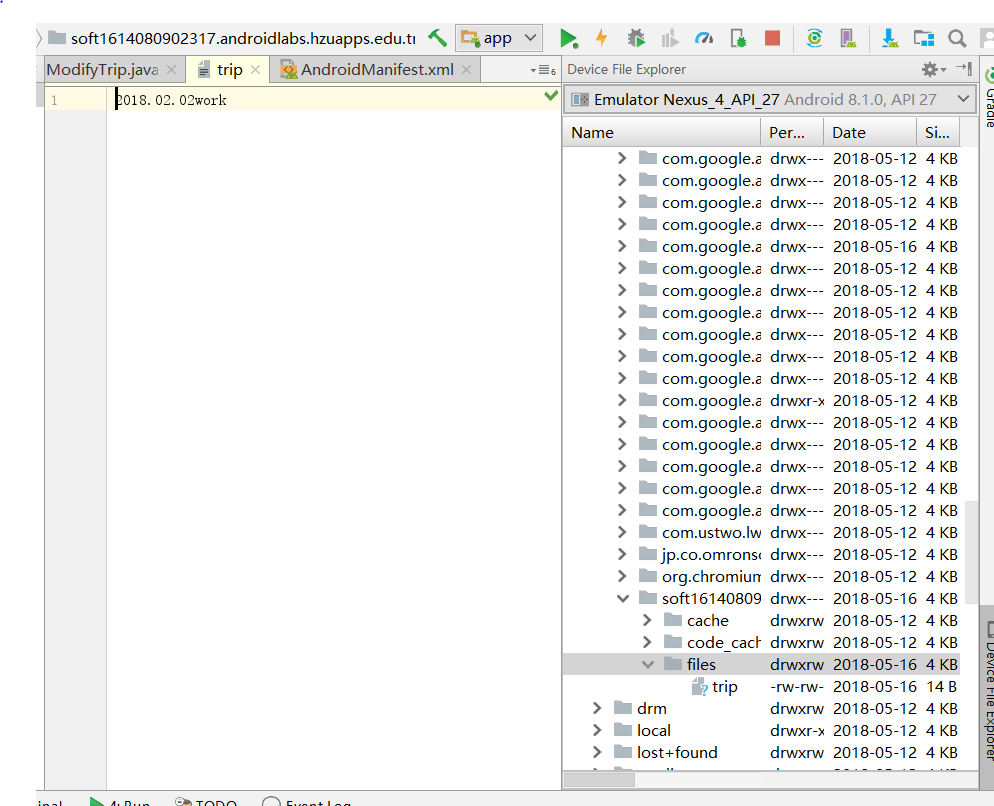 soft1614080902317.androidlabs.hzuapps.edu.tr
app
ModifyTrip.java
trip
AndroidManifest.xml
6
Device File Explorer
1
2018.02.02work
Emulator Nexus_4_API_27 Android 8.1.0, API 27
Gradle
Name Per... Date Si...
com.google.a drwx--- 2018-05-12 4 KB
com.google.a drwx--- 2018-05-12 4 KB
com.google.a drwx--- 2018-05-12 4 KB
com.google.a drwx--- 2018-05-12 4 KB
com.google.a drwx--- 2018-05-16 4 KB
com.google.a drwx--- 2018-05-12 4 KB
com.google.a drwx--- 2018-05-12 4 KB
com.google.a drwx--- 2018-05-12 4 KB
com.google.a drwx--- 2018-05-12 4 KB
com.google.a drwx--- 2018-05-12 4 KB
com.google.a drwx--- 2018-05-12 4 KB
com.google.a drwxr-x 2018-05-12 4 KB
com.google.a drwx--- 2018-05-12 4 KB
com.google.a drwx--- 2018-05-12 4 KB
com.google.a drwx--- 2018-05-12 4 KB
com.google.a drwx--- 2018-05-12 4 KB
com.google.a drwx--- 2018-05-12 4 KB
com.ustwo.lw drwx--- 2018-05-12 4 KB
jp.co.omronso drwx--- 2018-05-12 4 KB
org.chromium drwx--- 2018-05-12 4 KB
soft16140809 drwx--- 2018-05-16 4 KB
cache drwxrw 2018-05-12 4 KB
code_cach drwxrw 2018-05-12 4 KB
files drwxrw 2018-05-16 4 KB
trip -rw-rw- 2018-05-16 14 B
drm drwxrw 2018-05-12 4 KB
local drwxr-x 2018-05-12 4 KB
lost+found drwxrw 2018-05-12 4 KB
Device File Explorer
inal
4: Run
TODO
Event Log